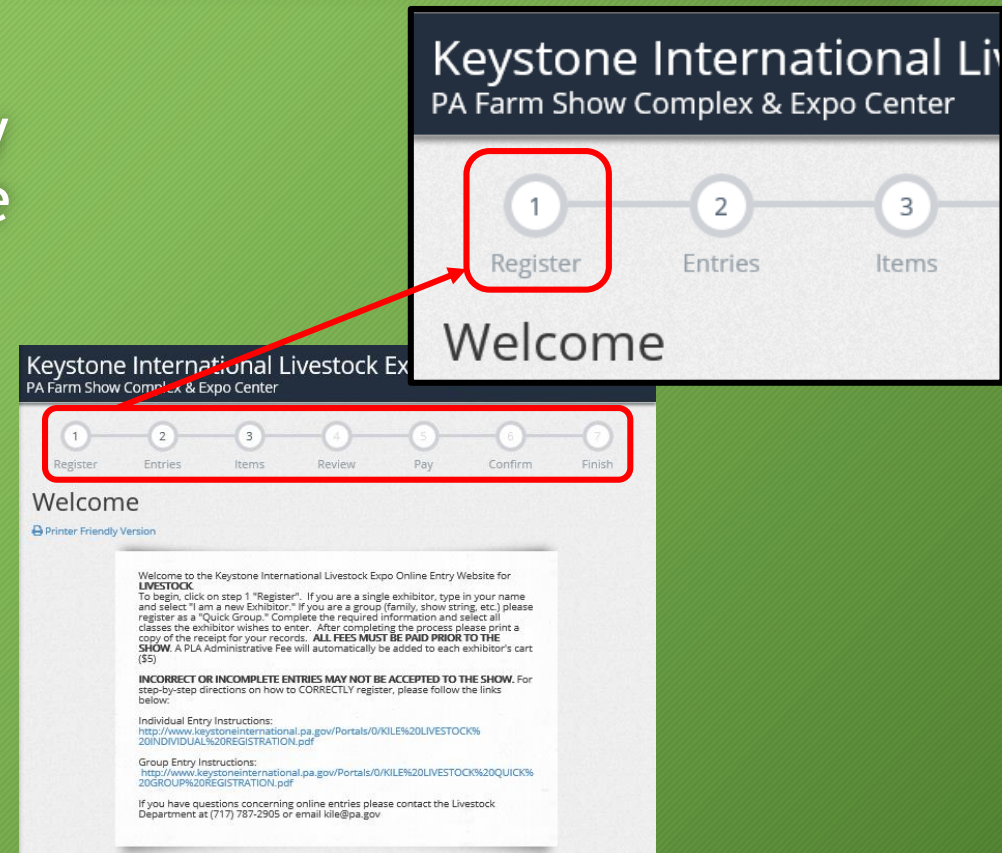 Keystone International
PA Farm Show Complex & Expo Center
1
2
3
Register
Entries
Items
Welcome
Keystone International Livestock
PA Farm Show Complex & Expo Center
1
2
3
4
5
6
7
Register
Entries
Items
Review
Pay
Confirm
Finish
Welcome
Printer Friendly Version
Welcome to the Keystone International Livestock Expo Online Entry Website for
LIVESTOCK.
To begin, click on step 1 "Register". If you are a single exhibitor, type in your name
and select "I am a new Exhibitor." If you are a group (family, show string, etc.) please
register as a "Quick Group." Complete the required information and select all
classes the exhibitor wishes to enter. After completing the process please print a
copy of the receipt for your records. ALL FEES MUST BE PAID PRIOR TO THE
SHOW. A PLA Administrative Fee will automatically be added to each exhibitor's cart
($5)
INCORRECT OR INCOMPLETE ENTRIES MAY NOT BE ACCEPTED TO THE SHOW. For
step-by-step directions on how to CORRECTLY register, please follow the links
below:
Individual Entry Instructions:
http://www.keystoneinternational.pa.gov/Portals/0/KILE%20LIVESTOCK%
20INDIVIDUAL%20REGISTRATION.pdf
Group Entry Instructions:
http://www.keystoneinternational.pa.gov/Portals/0/KILE%20LIVESTOCK%20QUICK%
20GROUP%20REGISTRATION.pdf
If you have questions concerning online entries please contact the Livestock
Department at (717) 787-2905 or email kile@pa.gov